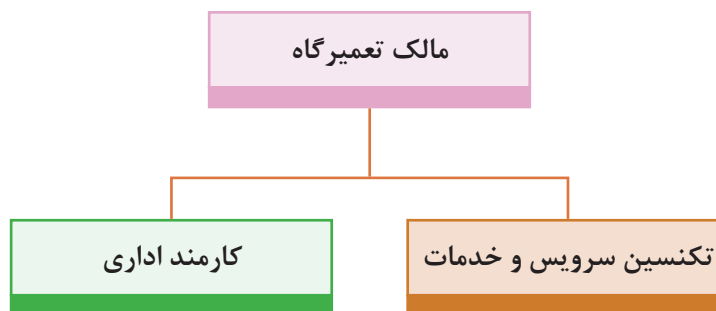 مالک تعمیرگاه
تکنسین سرویس و خدمات
کارمند اداری